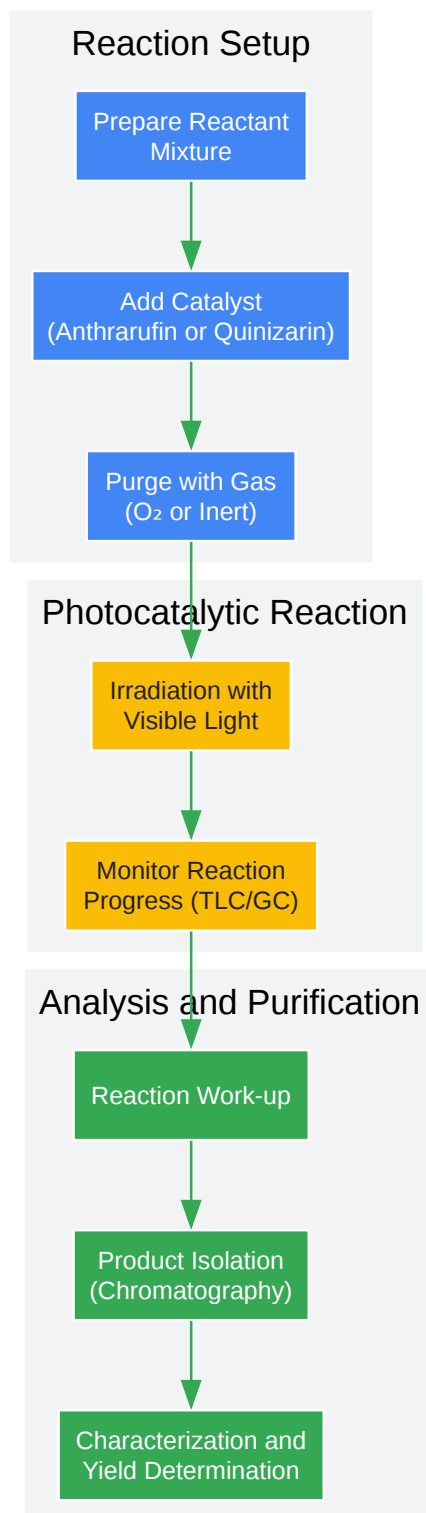 Reaction Setup
Prepare Reactant
Mixture
Add Catalyst
(Anthrarufin or Quinizarin)
Purge with Gas
(O₂ or Inert)
Photocatalytic Reaction
Irradiation with
Visible Light
Monitor Reaction
Progress (TLC/GC)
Analysis and Purification
Reaction Work-up
Product Isolation
(Chromatography)
Characterization and
Yield Determination